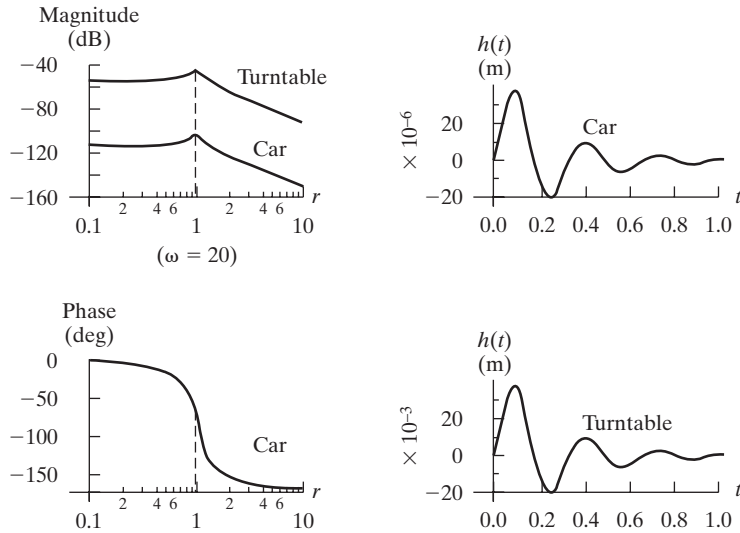 Magnitude
(dB)
−40
−80
−120
−160
Turntable
Car
r
0.1 2 4 6 1 2 4 6 8 10
(ω = 20)
h(t)
(m)
× 10−6
20
0
−20
Car
0.0 0.2 0.4 0.6 0.8 1.0 t
Phase
(deg)
0
−50
−100
−150
Car
r
0.1 2 4 6 1 2 4 6 8 10
h(t)
(m)
× 10−3
20
0
−20
Turntable
0.0 0.2 0.4 0.6 0.8 1.0 t